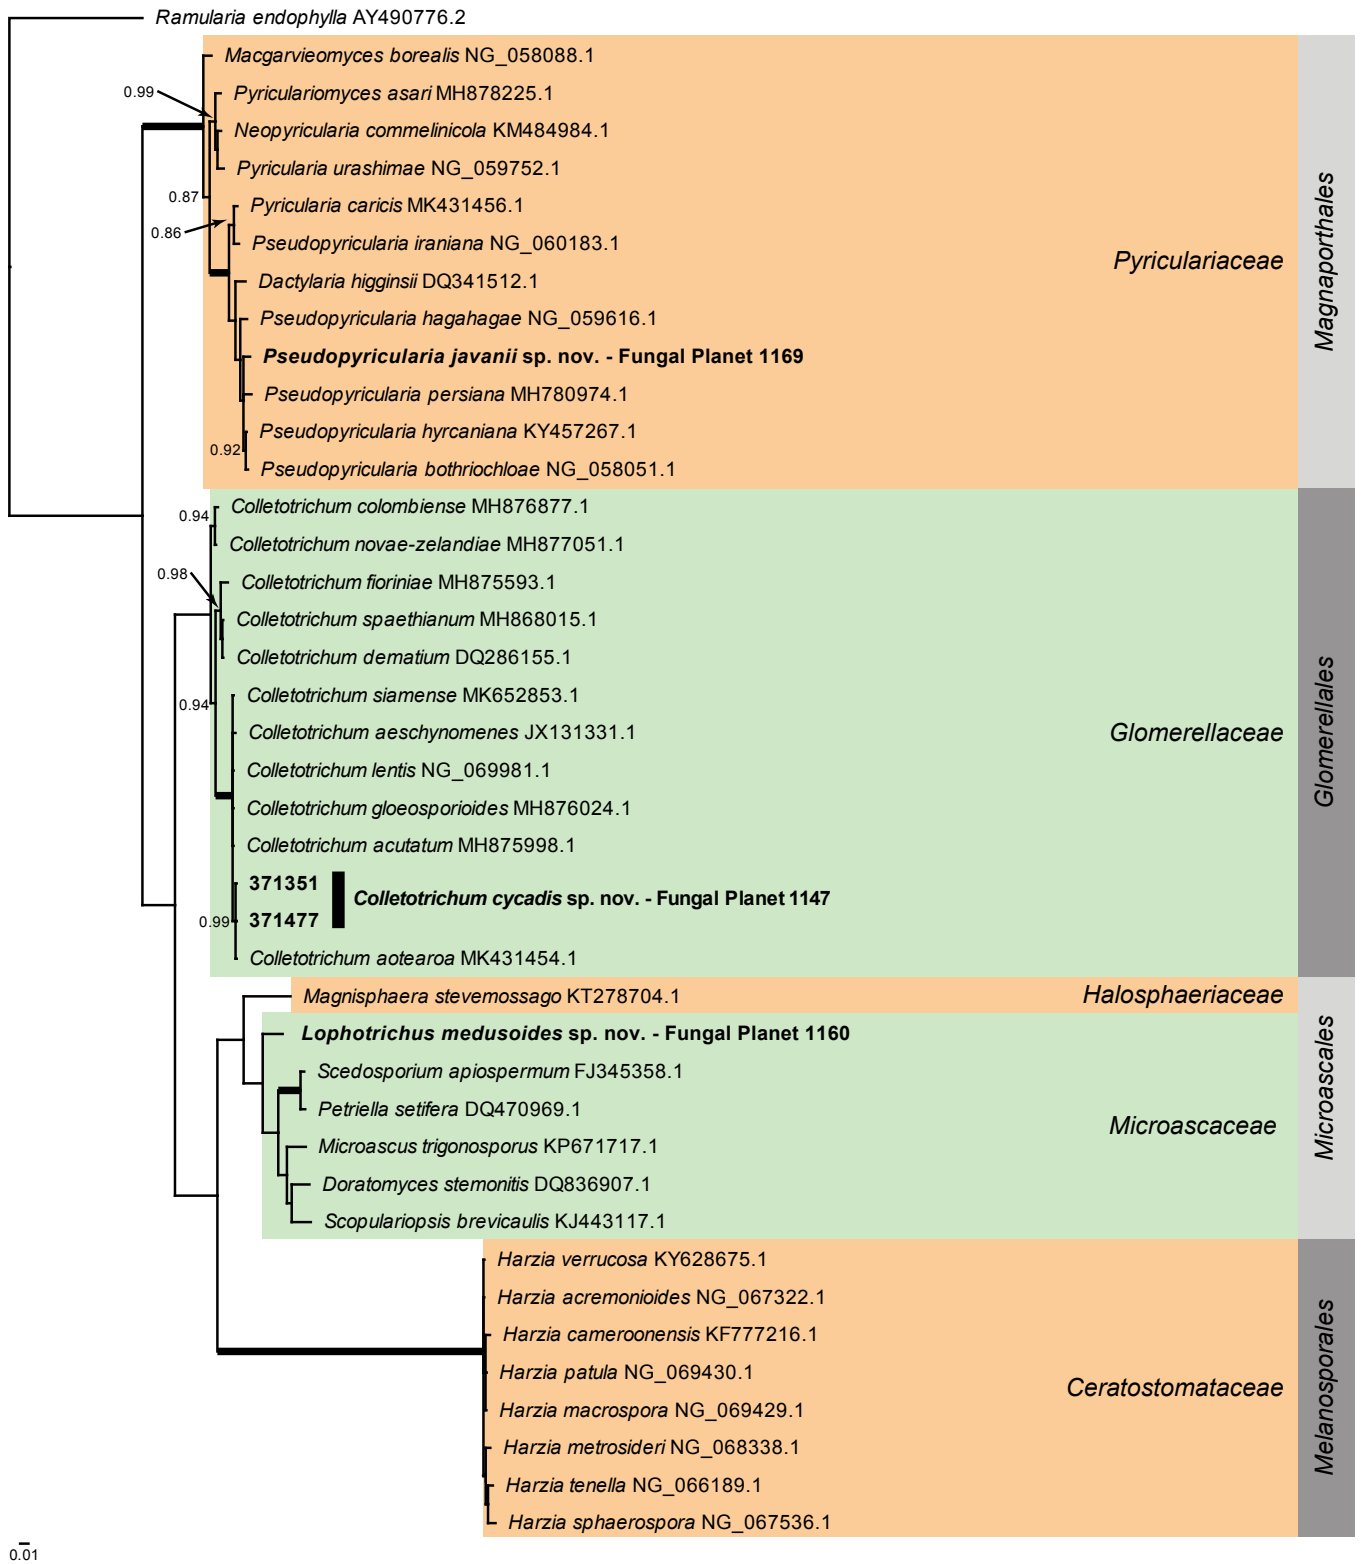 Ramularia endophylla AY490776.2
Macgarvieomyces borealis NG_058088.1
0.99
Pyriculariomyces asari MH878225.1
Neopyricularia commelinicola KM484984.1
Pyricularia urashimae NG_059752.1
0.87
Pyricularia caricis MK431456.1
0.86
Pseudopyricularia iraniana NG_060183.1
Pyriculariaceae
Magnaporthales
Dactylaria higginsii DQ341512.1
Pseudopyricularia hagahagae NG_059616.1
Pseudopyricularia javanii sp. nov. - Fungal Planet 1169
Pseudopyricularia persiana MH780974.1
Pseudopyricularia hyrcaniana KY457267.1
0.92
Pseudopyricularia bothriochloae NG_058051.1
Colletotrichum colombiense MH876877.1
0.94
Colletotrichum novae-zelandiae MH877051.1
0.98
Colletotrichum fioriniae MH875593.1
Colletotrichum spaethianum MH868015.1
Colletotrichum dematium DQ286155.1
Colletotrichum siamense MK652853.1
0.94
Colletotrichum aeschynomenes JX131331.1
Glomerellaceae
Glomerellales
Colletotrichum lentis NG_069981.1
Colletotrichum gloeosporioides MH876024.1
Colletotrichum acutatum MH875998.1
371351
Colletotrichum cycadis sp. nov. - Fungal Planet 1147
0.99
371477
Colletotrichum aotearoa MK431454.1
Magnisphaera stevemossago KT278704.1
Halosphaeriaceae
Lophotrichus medusoides sp. nov. - Fungal Planet 1160
Scedosporium apiospermum FJ345358.1
Microascales
Petriella setifera DQ470969.1
Microascaceae
Microascus trigonosporus KP671717.1
Doratomyces stemonitis DQ836907.1
Scopulariopsis brevicaulis KJ443117.1
Harzia verrucosa KY628675.1
Harzia acremonioides NG_067322.1
Harzia cameroonensis KF777216.1
Harzia patula NG_069430.1
Ceratostomataceae
Melanosporales
Harzia macrospora NG_069429.1
Harzia metrosideri NG_068338.1
Harzia tenella NG_066189.1
Harzia sphaerospora NG_067536.1
0.01